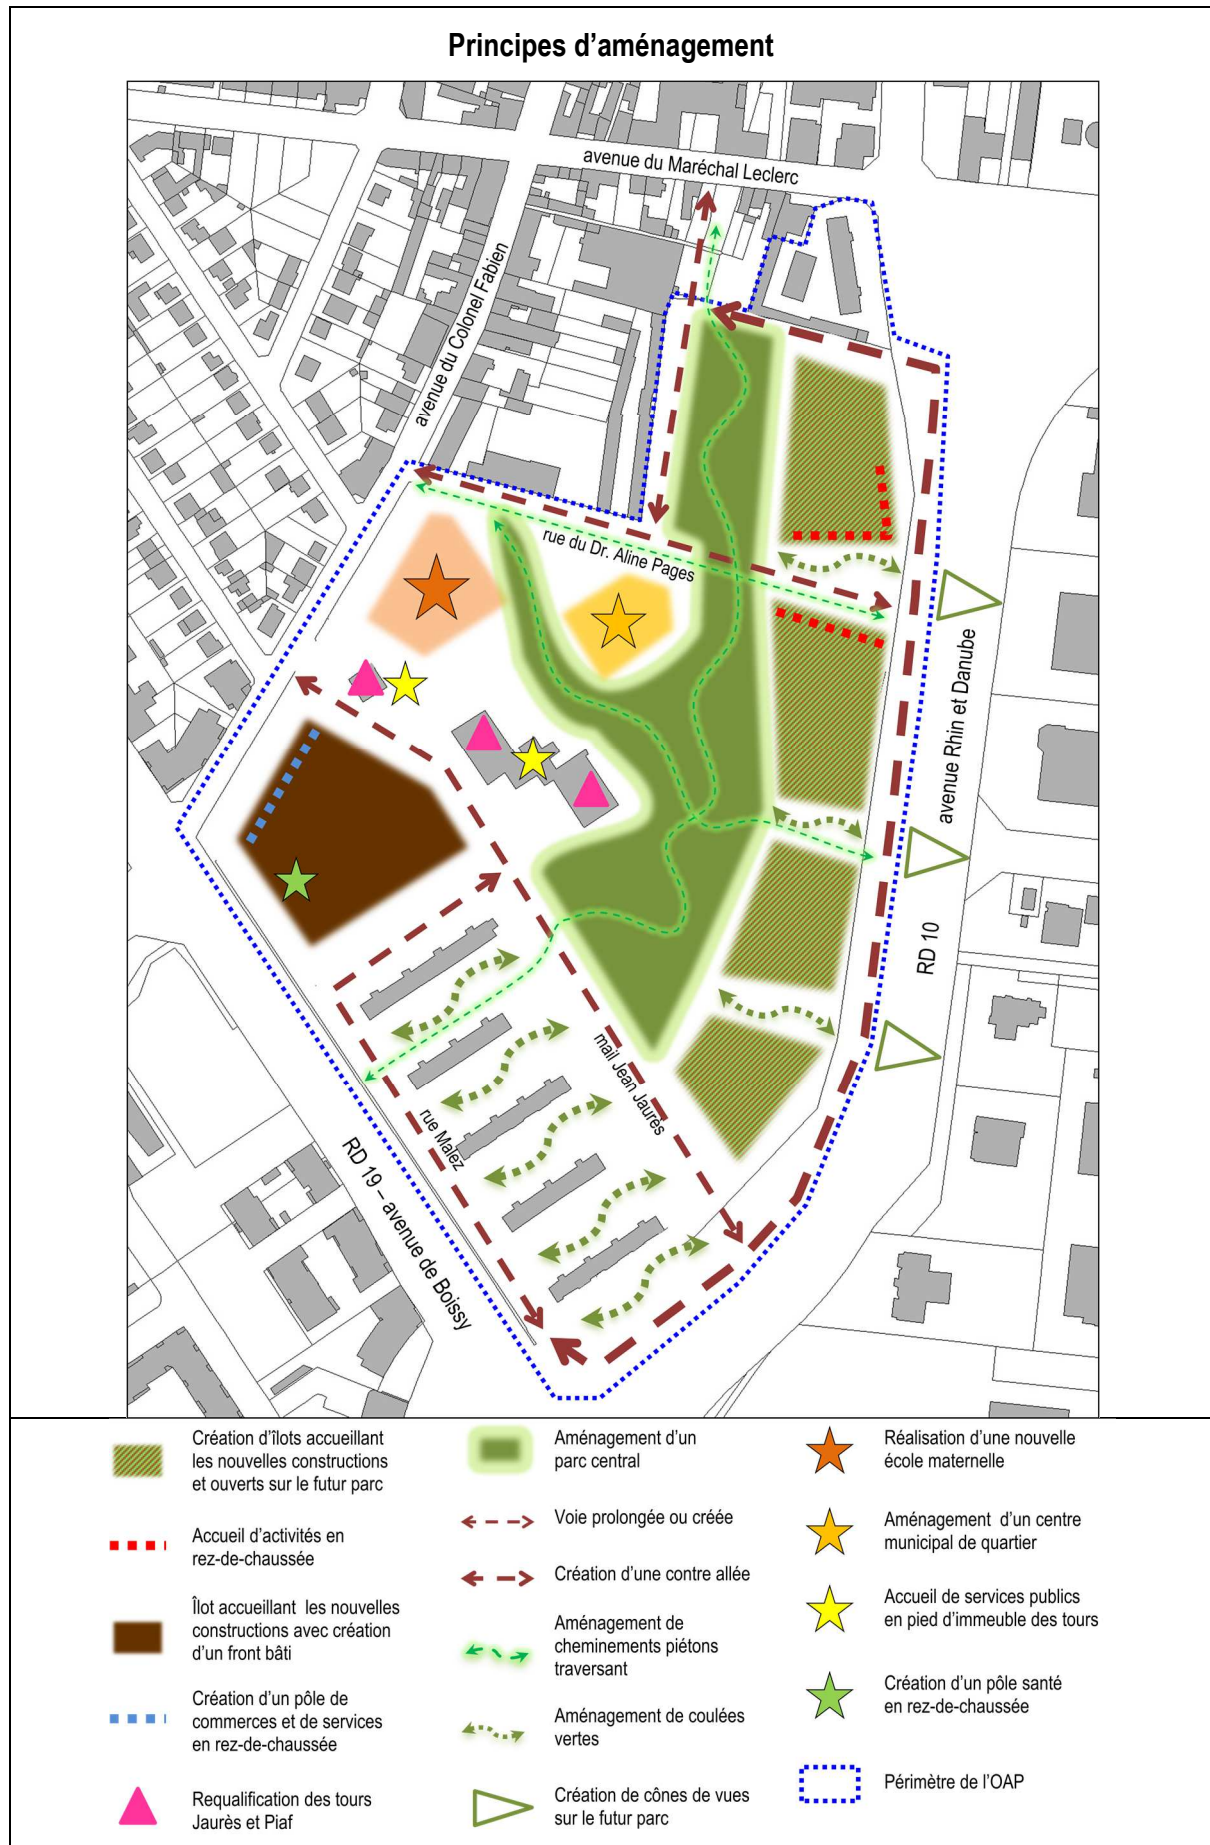 Principes d'aménagement
avenue du Maréchal Leclerc
avenue du Colonel Fabien
rue du Dr. Aline Pages
avenue Rhin et Danube
RD 10
mail Jean Jaurès
rue Malez
RD 19 – avenue de Boissy
Création d'îlots accueillant
les nouvelles constructions
et ouverts sur le futur parc
Accueil d'activités en
rez-de-chaussée
Îlot accueillant les nouvelles
constructions avec création
d'un front bâti
Création d'un pôle de
commerces et de services
en rez-de-chaussée
Requalification des tours
Jaurès et Piaf
Aménagement d'un
parc central
Voie prolongée ou créée
Création d'une contre allée
Aménagement de
cheminements piétons
traversant
Aménagement de coulées
vertes
Création de cônes de vues
sur le futur parc
Réalisation d'une nouvelle
école maternelle
Aménagement d'un centre
municipal de quartier
Accueil de services publics
en pied d'immeuble des tours
Création d'un pôle santé
en rez-de-chaussée
Périmètre de l'OAP